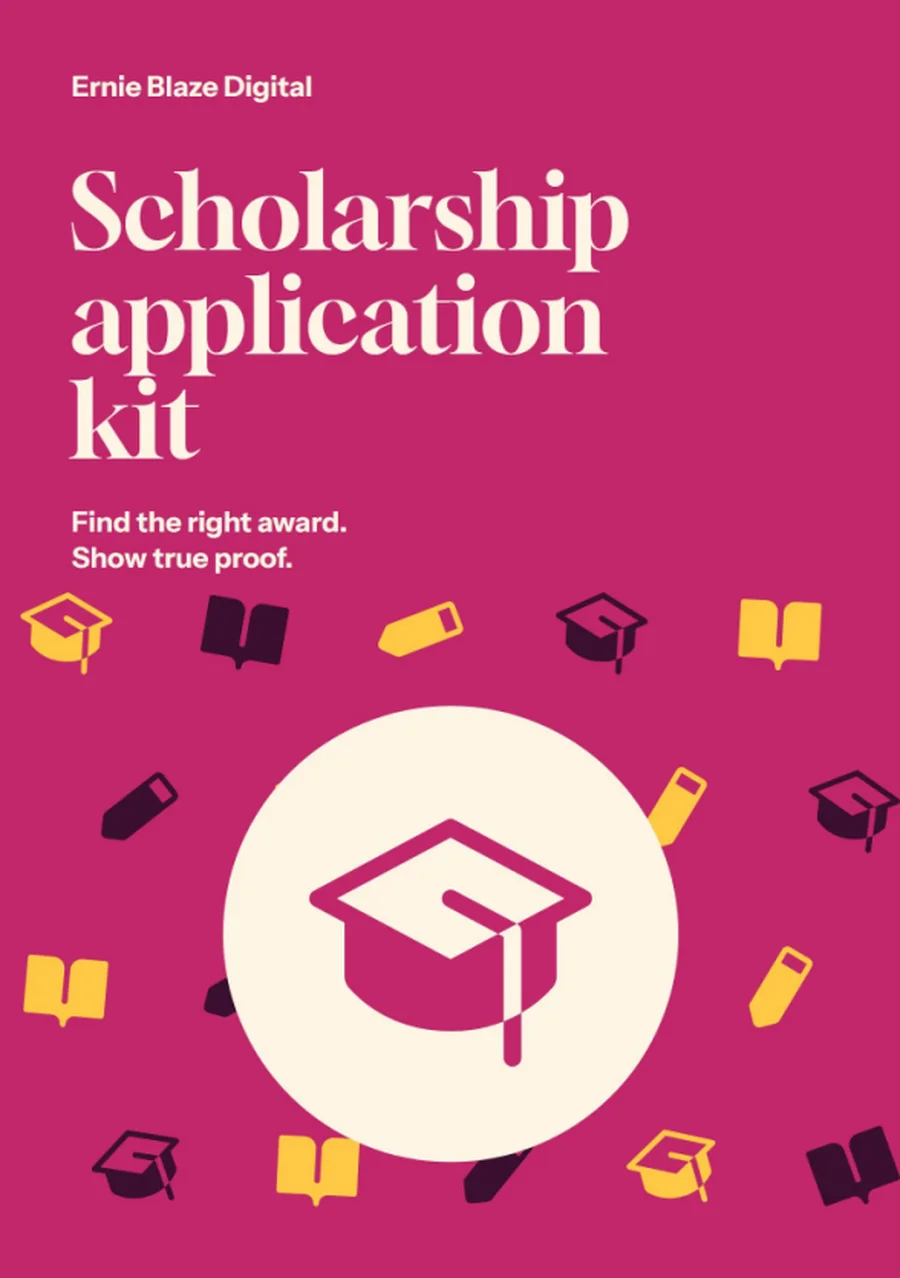 Ernie Blaze Digital
Scholarship
application
kit
Find the right award.
Show true proof.